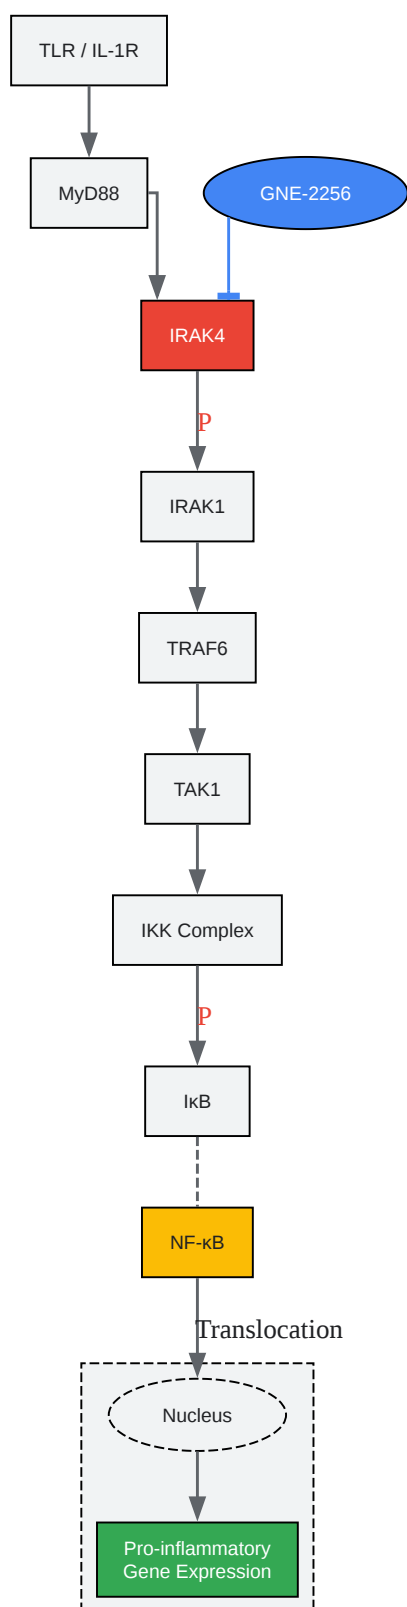 TLR / IL-1R
MyD88
GNE-2256
IRAK4
P
IRAK1
TRAF6
TAK1
IKK Complex
P
IκB
NF-κB
Translocation
Nucleus
Pro-inflammatory
Gene Expression